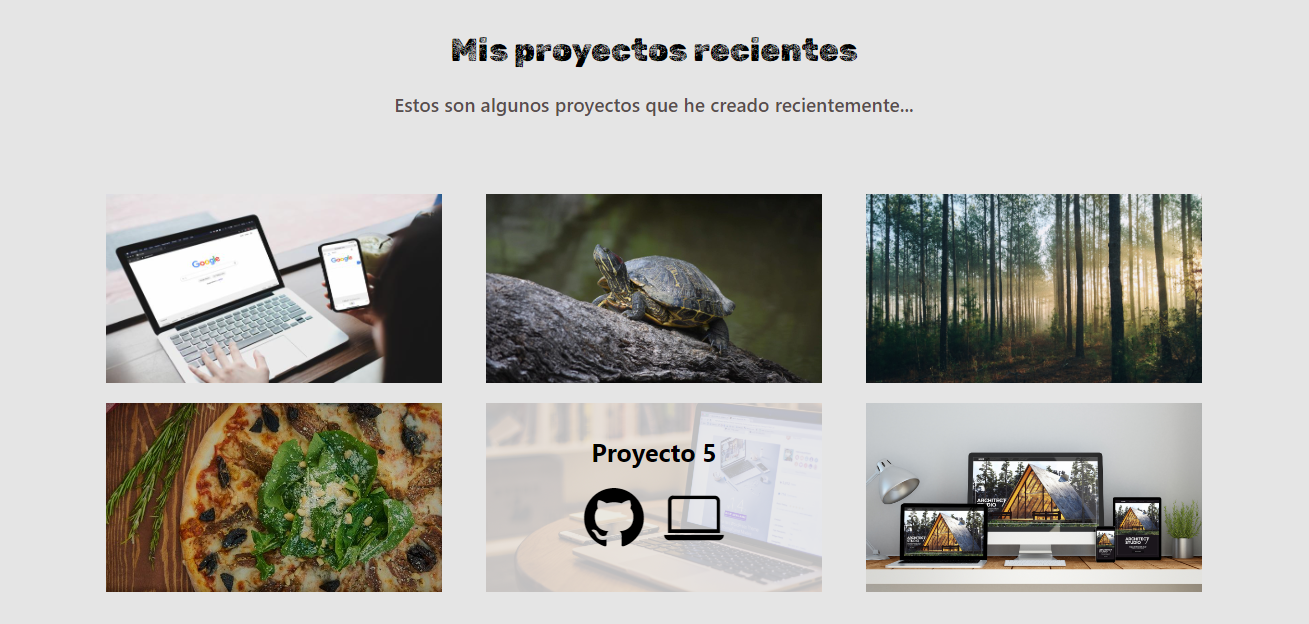 Mis proyectos recientes
Estos son algunos proyectos que he creado recientemente...
Google
Google
Proyecto 5
ARCHITECT
STUDIO
ARCHITECT
STUDIO
ARCHITECT
STUDIO